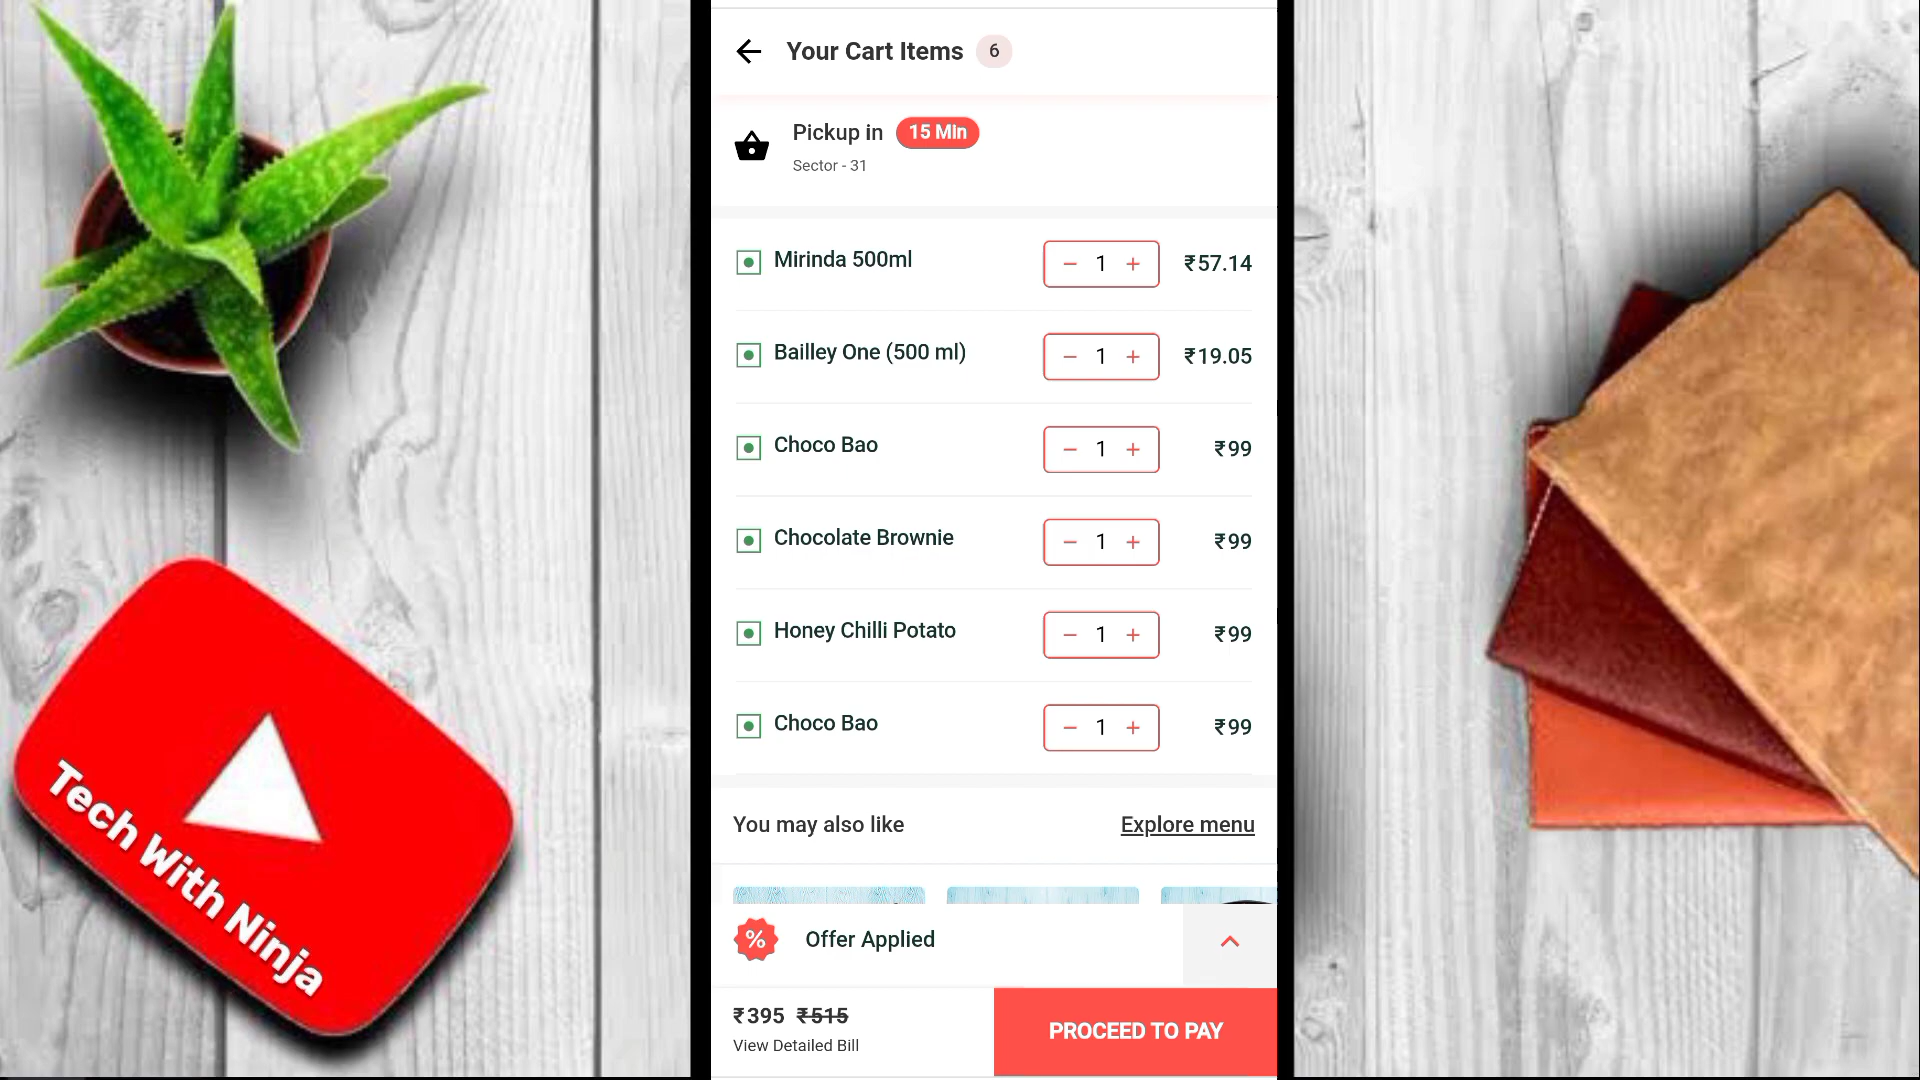 Your Cart Items 6
Pickup in 15 Min
Sector - 31
Mirinda 500ml − 1 + ₹57.14
Bailley One (500 ml) − 1 + ₹19.05
Choco Bao − 1 + ₹99
Chocolate Brownie − 1 + ₹99
Honey Chilli Potato − 1 + ₹99
Choco Bao − 1 + ₹99
You may also like Explore menu
% Offer Applied
₹395 ₹515
View Detailed Bill
PROCEED TO PAY
Tech With Ninja